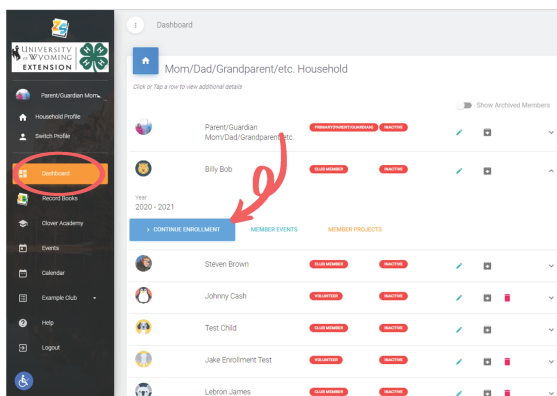 Dashboard
UNIVERSITY
OF WYOMING
EXTENSION
Parent/Guardian Mom...
Household Profile
Switch Profile
Dashboard
Record Books
Clover Academy
Events
Calendar
Example Club
Help
Logout
Mom/Dad/Grandparent/etc. Household
Click or Tap a row to view additional details
Show Archived Members
Parent/Guardian PRIMARY/PARENT/GUARDIAN INACTIVE
Mom/Dad/Grandparent/etc.
Billy Bob CLUB MEMBER INACTIVE
Year
2020 - 2021
> CONTINUE ENROLLMENT MEMBER EVENTS MEMBER PROJECTS
Steven Brown CLUB MEMBER INACTIVE
Johnny Cash VOLUNTEER INACTIVE
Test Child CLUB MEMBER INACTIVE
Jake Enrollment Test VOLUNTEER INACTIVE
Lebron James CLUB MEMBER INACTIVE